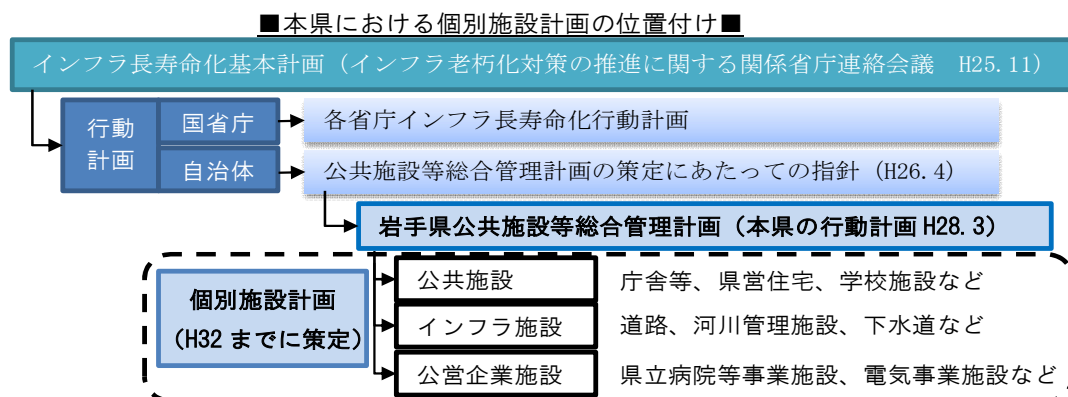 ■本県における個別施設計画の位置付け■
インフラ長寿命化基本計画（インフラ老朽化対策の推進に関する関係省庁連絡会議　H25.11）
行動
計画
国省庁
各省庁インフラ長寿命化行動計画
自治体
公共施設等総合管理計画の策定にあたっての指針（H26.4）
岩手県公共施設等総合管理計画（本県の行動計画 H28.3）
個別施設計画
（H32 までに策定）
公共施設
庁舎等、県営住宅、学校施設など
インフラ施設
道路、河川管理施設、下水道など
公営企業施設
県立病院等事業施設、電気事業施設など